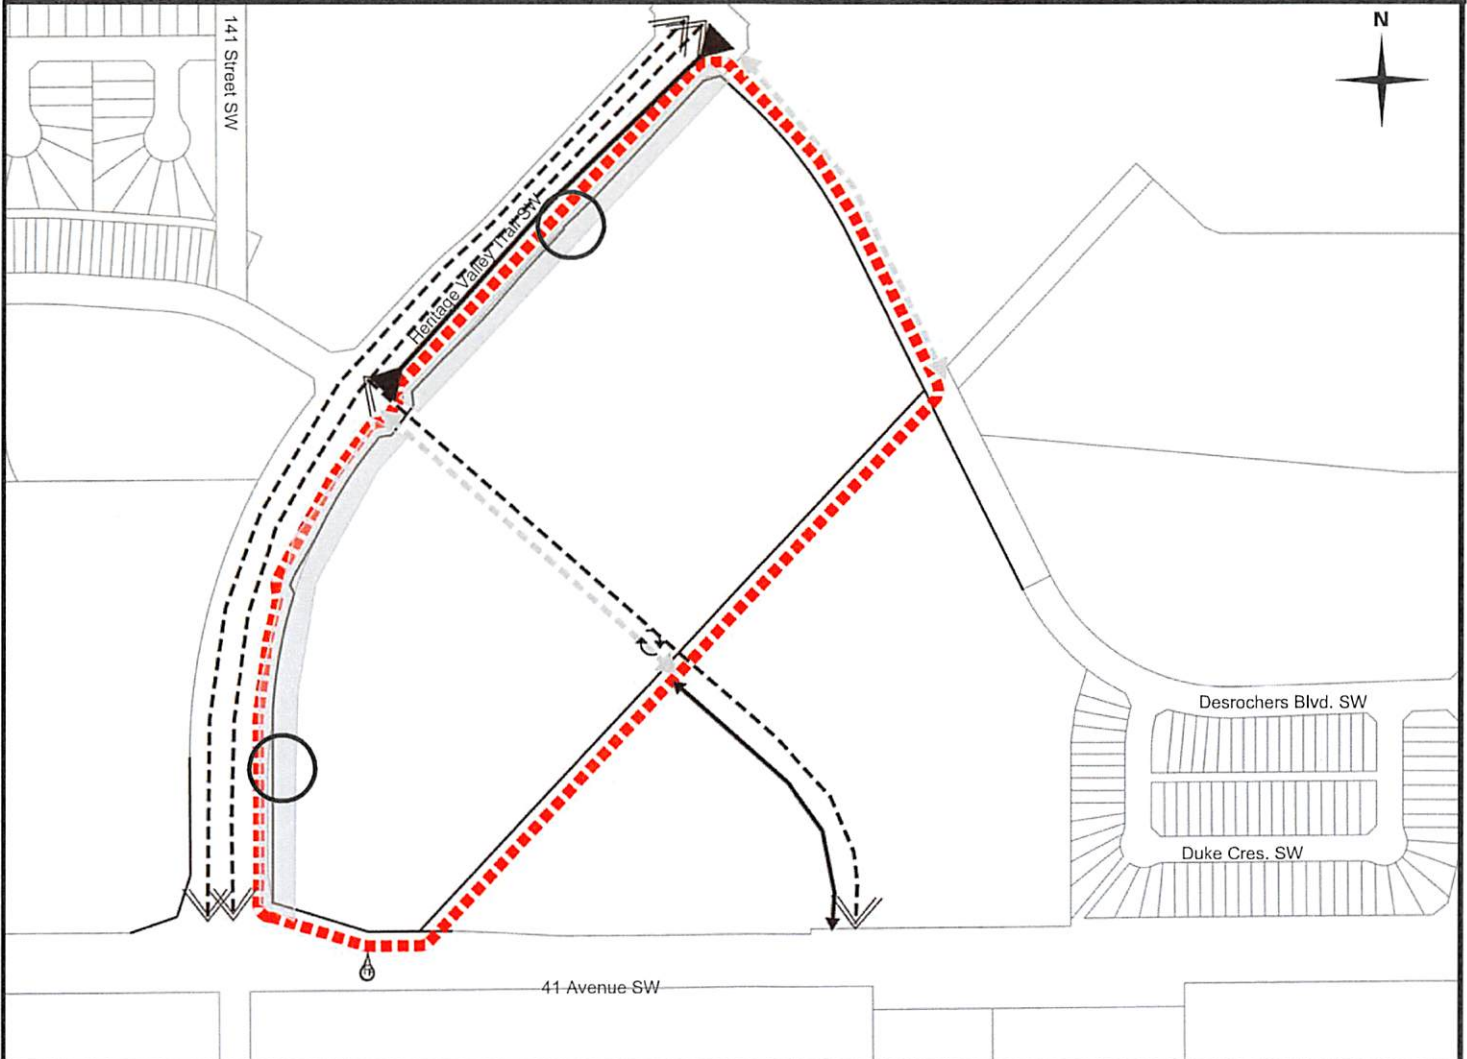 N
141 Street SW
Heritage Valley Trail SW
Desrochers Blvd. SW
Duke Cres. SW
41 Avenue SW